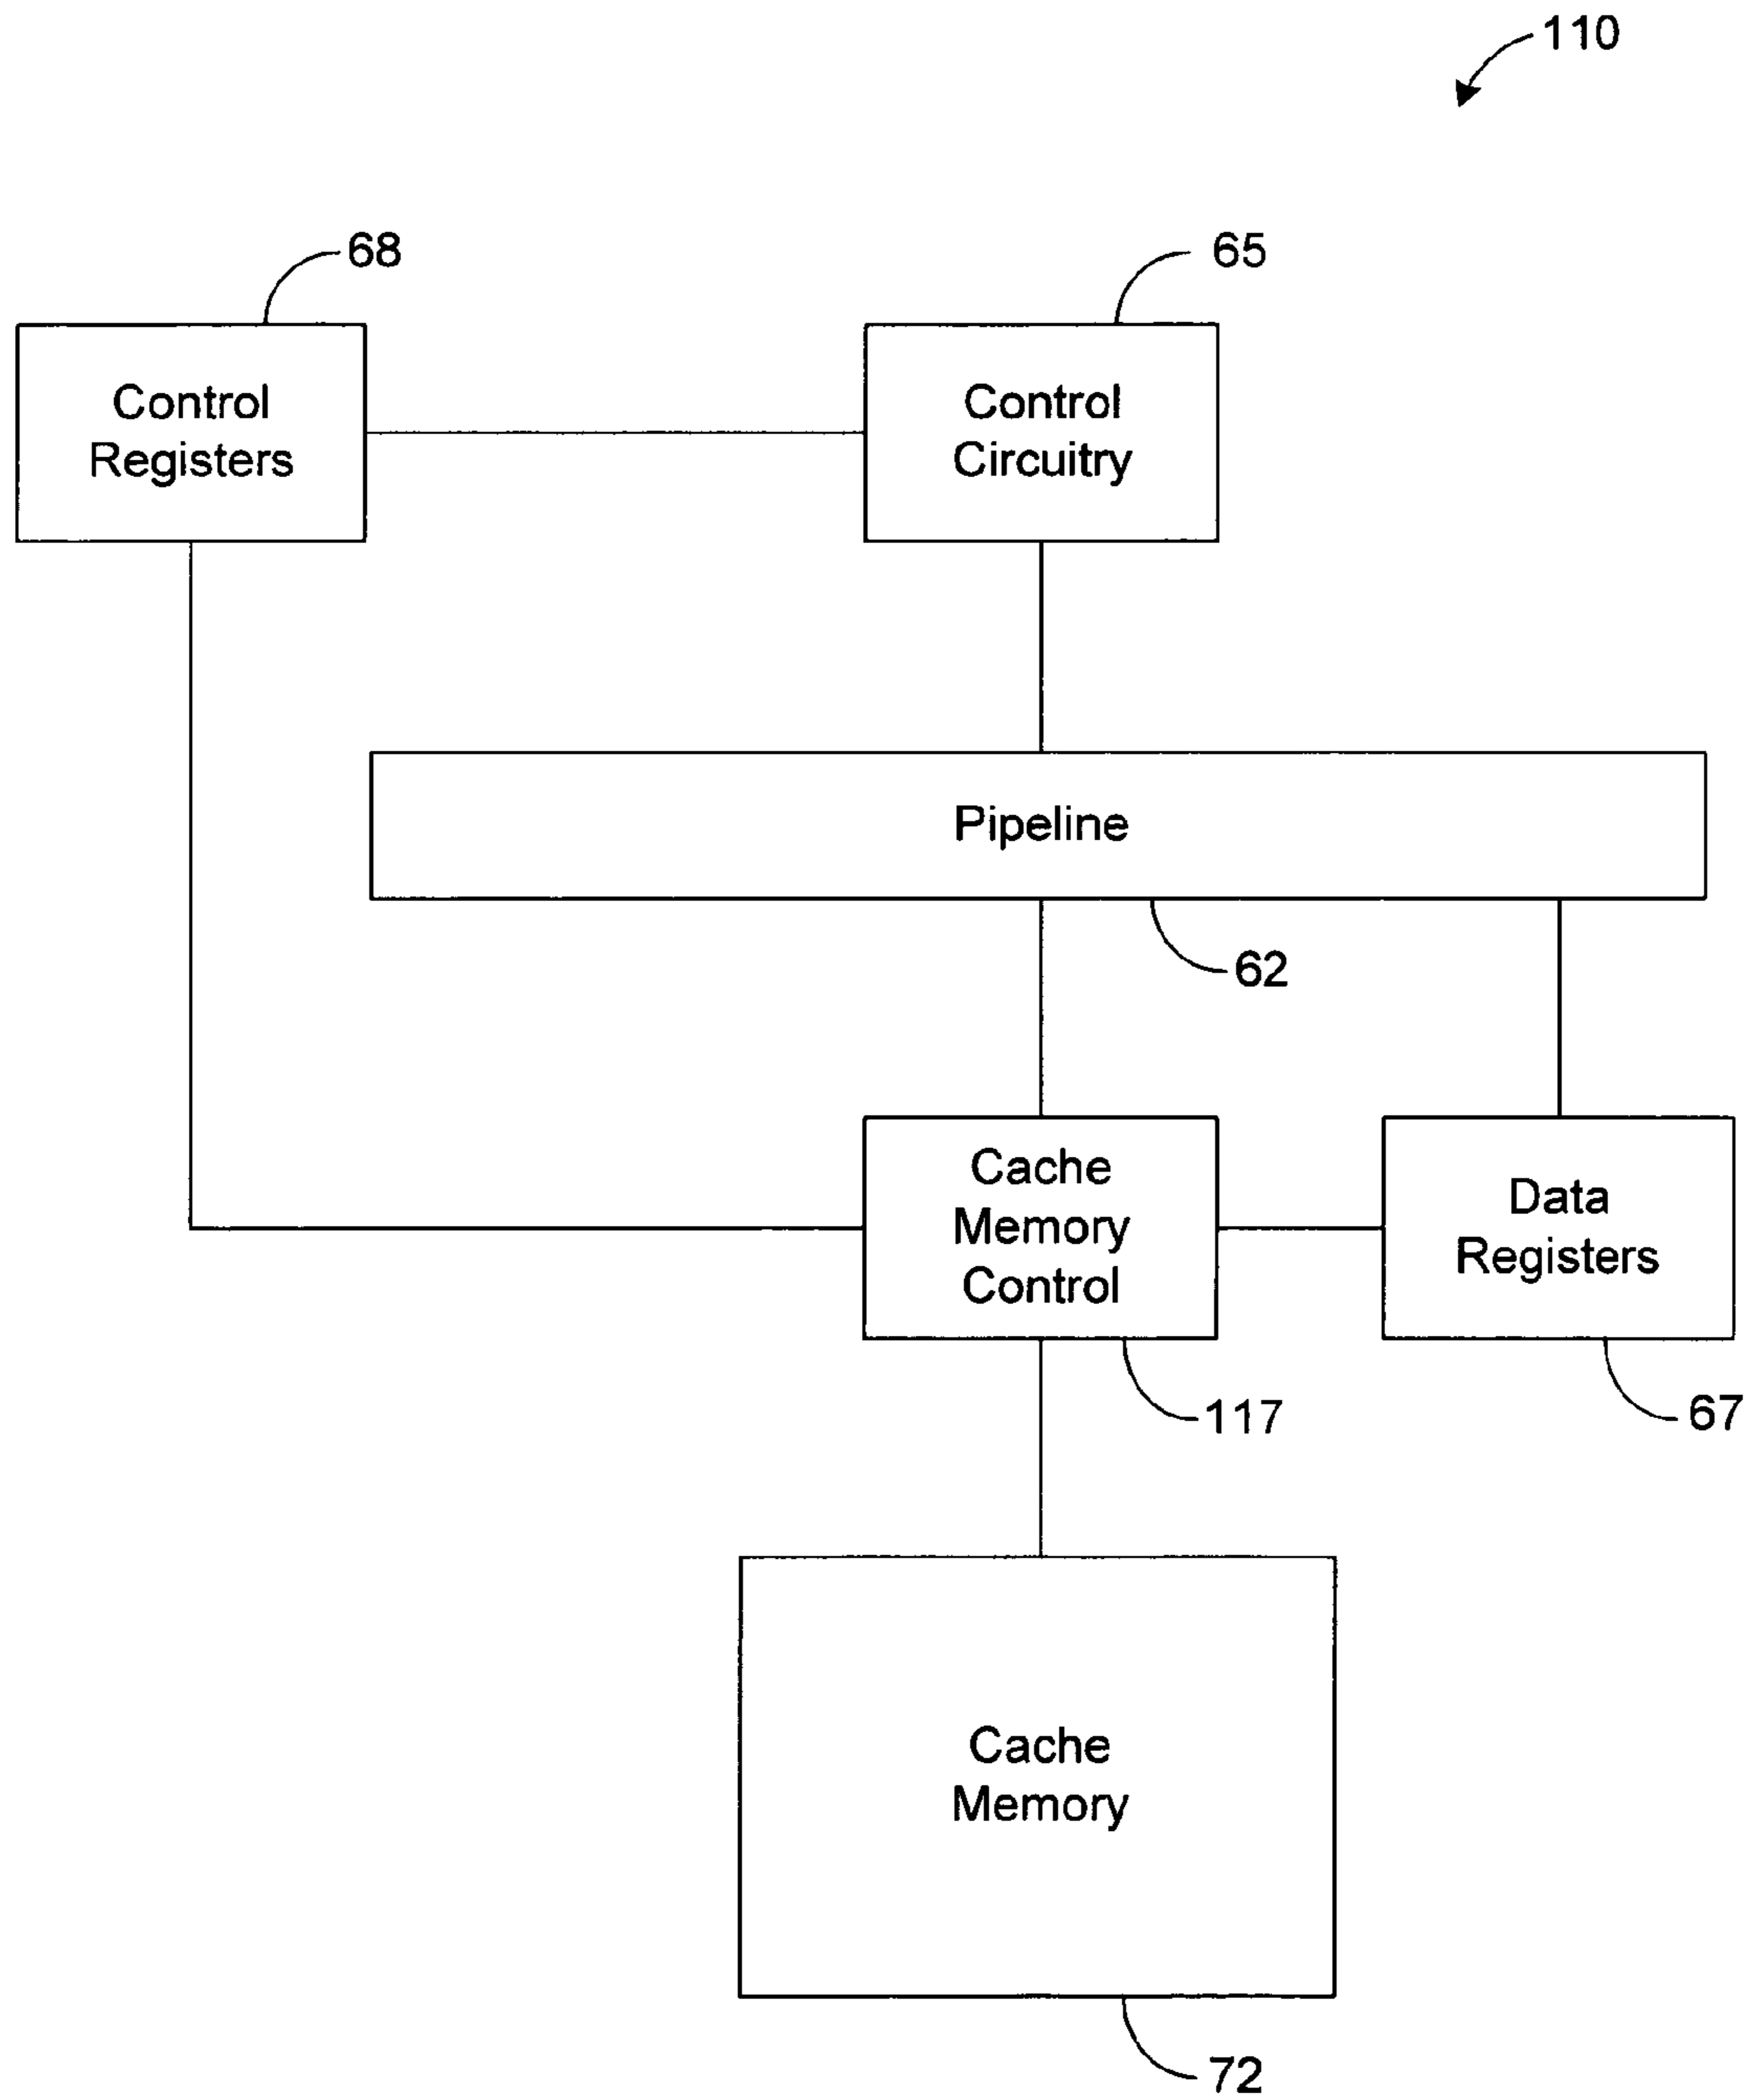 110
68
65
Control
Registers
Control
Circuitry
Pipeline
62
Cache
Memory
Control
Data
Registers
117
67
Cache
Memory
72